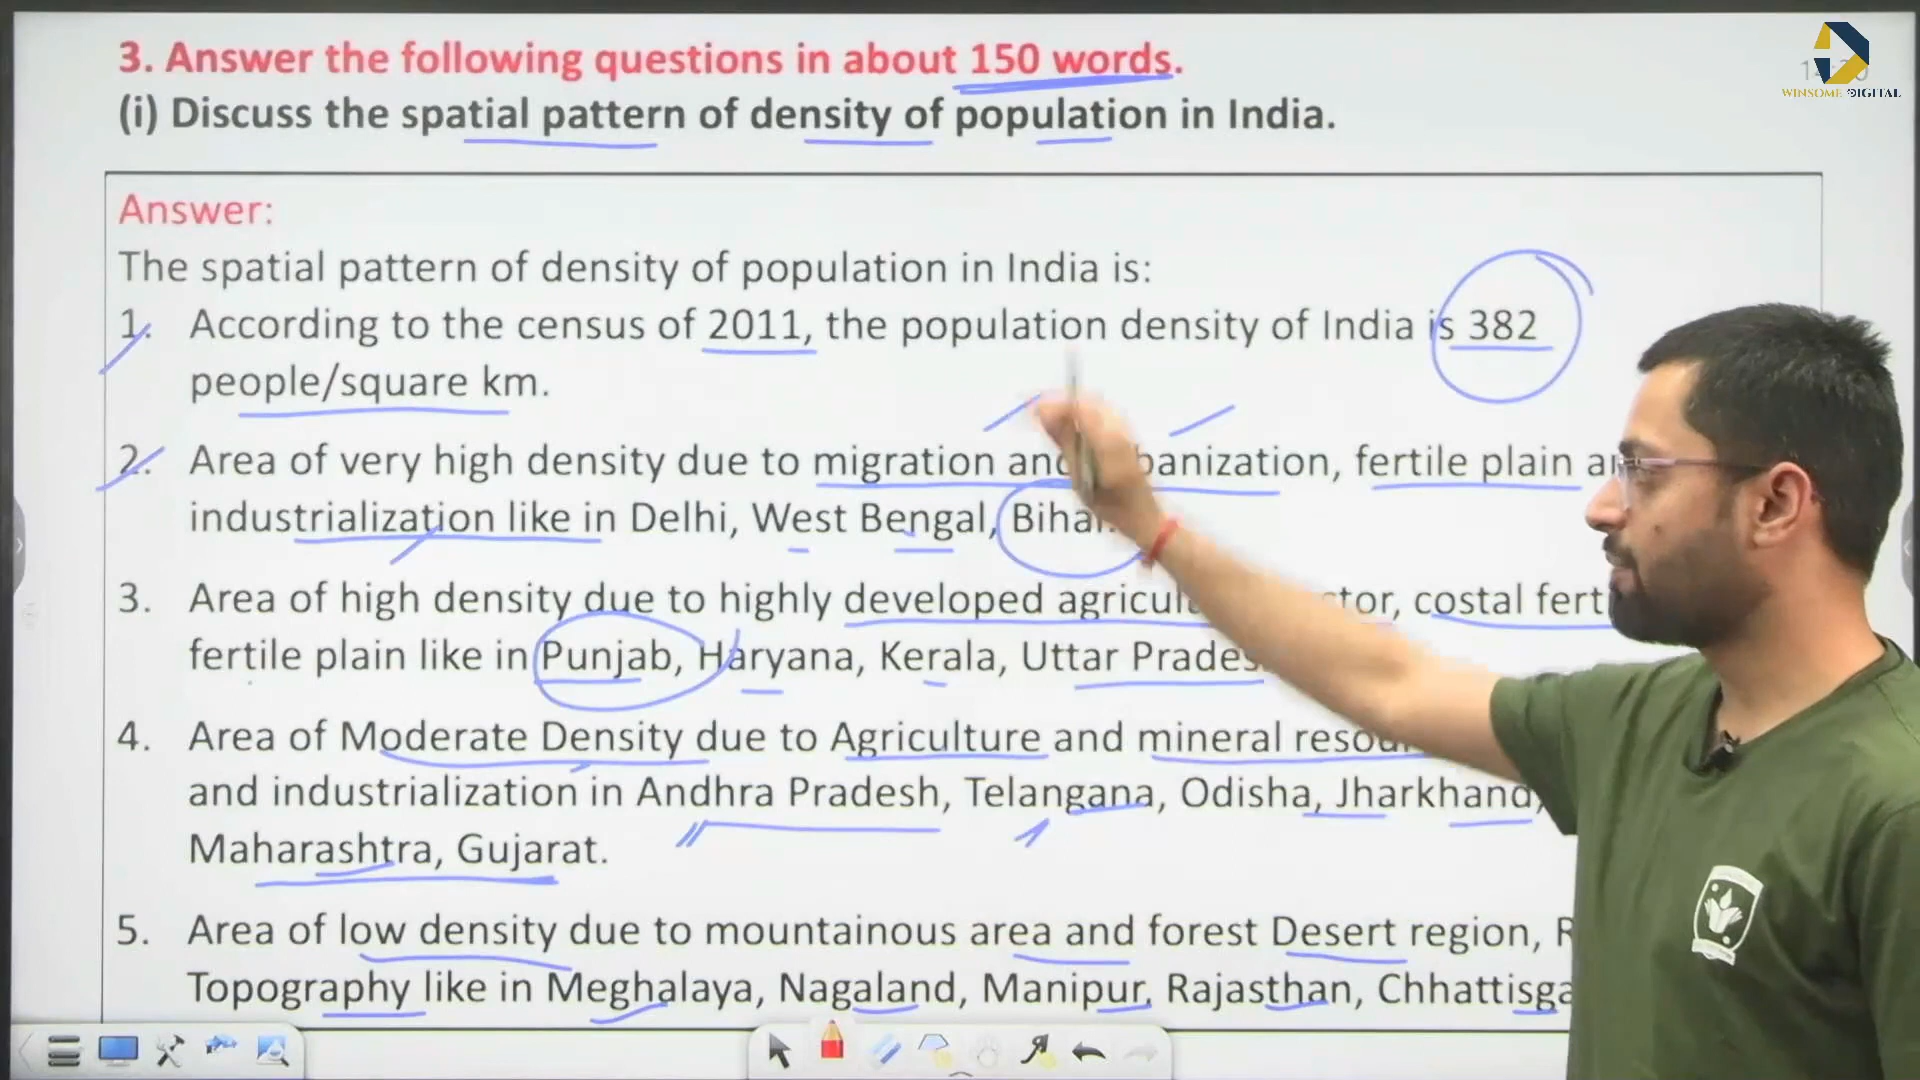 3. Answer the following questions in about 150 words.
(i) Discuss the spatial pattern of density of population in India.
WINSOME DIGITAL
Answer:
The spatial pattern of density of population in India is:
1. According to the census of 2011, the population density of India is 382
people/square km.
2. Area of very high density due to migration and fertile plain
industrialization like in Delhi, West Bengal,
3. Area of high density due to highly developed costal
fertile plain like in Punjab, Haryana, Kerala, Uttar
4. Area of Moderate Density due to Agriculture and mineral
and industrialization in Andhra Pradesh, Telangana, Odisha, Jharkhand,
Maharashtra, Gujarat.
5. Area of low density due to mountainous area and forest Desert region,
Topography like in Meghalaya, Nagaland, Manipur, Rajasthan,